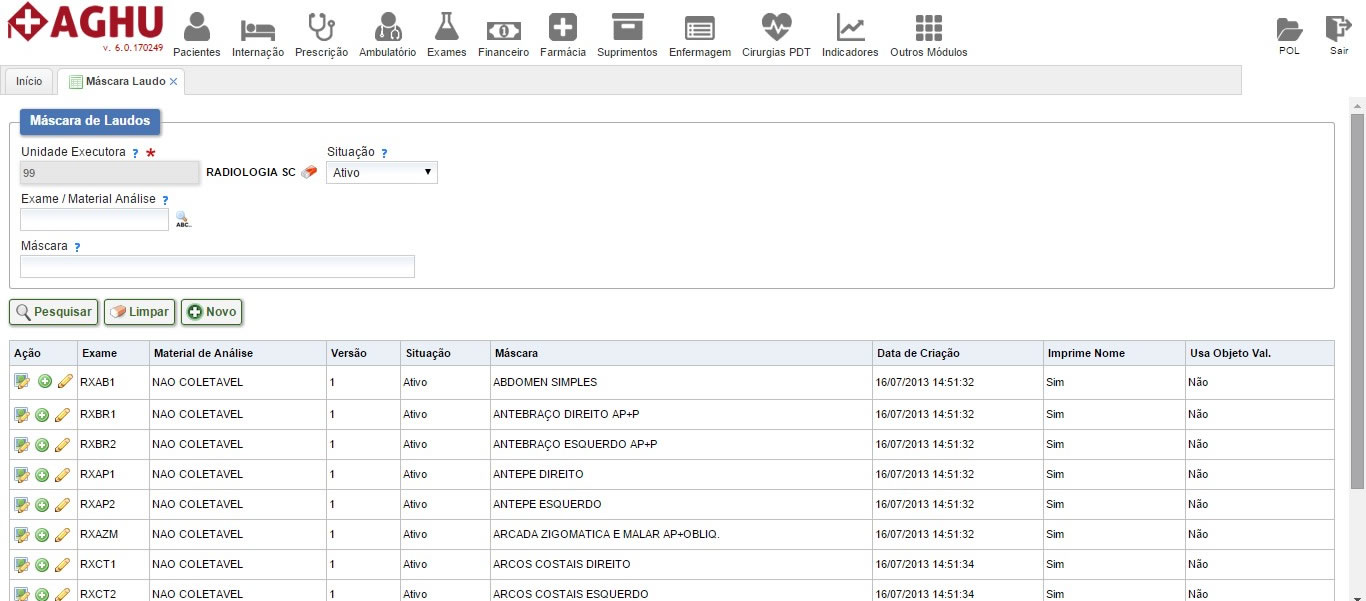 AGHU
v. 6.0.170249
Pacientes Internação Prescrição Ambulatório Exames Financeiro Farmácia Suprimentos Enfermagem Cirurgias PDT Indicadores Outros Módulos POL Sair
Início Máscara Laudo
Máscara de Laudos
Unidade Executora ? * Situação ?
99 RADIOLOGIA SC Ativo
Exame / Material Análise ?
ABC..
Máscara ?
Pesquisar Limpar Novo
Ação Exame Material de Análise Versão Situação Máscara Data de Criação Imprime Nome Usa Objeto Val.
RXAB1 NAO COLETAVEL 1 Ativo ABDOMEN SIMPLES 16/07/2013 14:51:32 Sim Não
RXBR1 NAO COLETAVEL 1 Ativo ANTEBRAÇO DIREITO AP+P 16/07/2013 14:51:32 Sim Não
RXBR2 NAO COLETAVEL 1 Ativo ANTEBRAÇO ESQUERDO AP+P 16/07/2013 14:51:32 Sim Não
RXAP1 NAO COLETAVEL 1 Ativo ANTEPE DIREITO 16/07/2013 14:51:32 Sim Não
RXAP2 NAO COLETAVEL 1 Ativo ANTEPE ESQUERDO 16/07/2013 14:51:32 Sim Não
RXAZM NAO COLETAVEL 1 Ativo ARCADA ZIGOMATICA E MALAR AP+OBLIQ. 16/07/2013 14:51:32 Sim Não
RXCT1 NAO COLETAVEL 1 Ativo ARCOS COSTAIS DIREITO 16/07/2013 14:51:34 Sim Não
RXCT2 NAO COLETAVEL 1 Ativo ARCOS COSTAIS ESQUERDO 16/07/2013 14:51:34 Sim Não